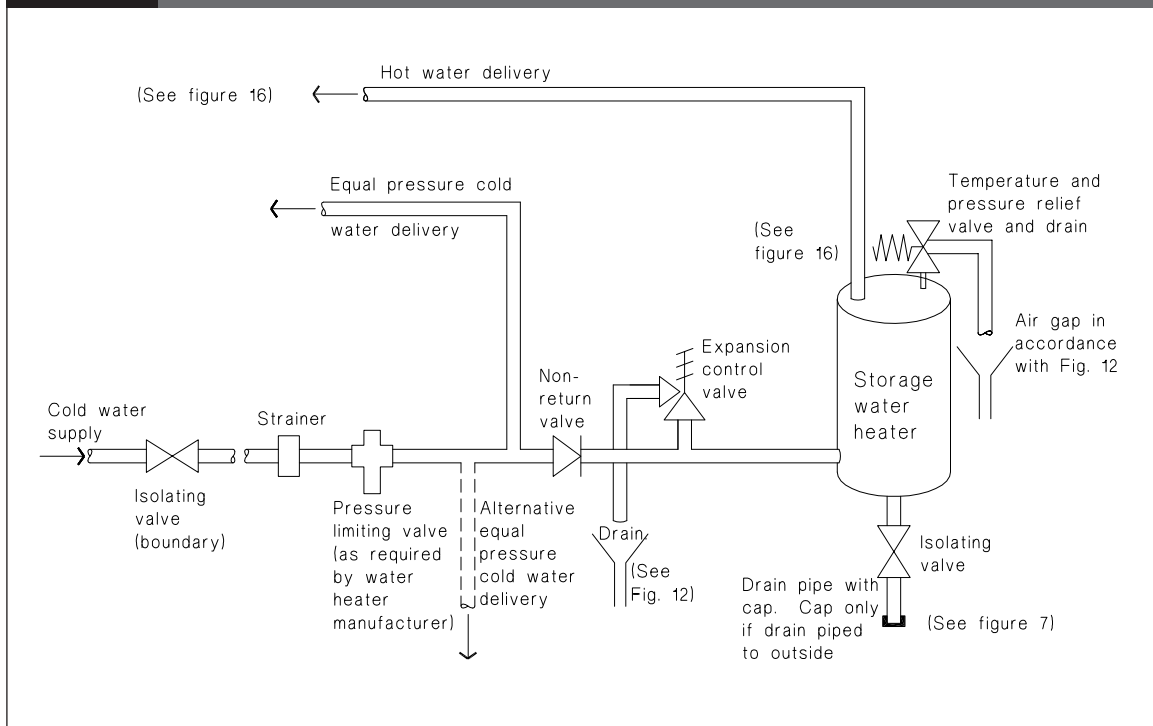 Hot water delivery
(See figure 16)
Equal pressure cold
water delivery
Temperature and
pressure relief
valve and drain
(See
figure 16)
Air gap in
accordance
with Fig. 12
Expansion
control
valve
Non-
return
valve
Storage
water
heater
Cold water
supply
Strainer
Isolating
valve
(boundary)
Pressure
limiting valve
(as required
by water
heater
manufacturer)
Alternative
equal
pressure
cold water
delivery
Drain
(See
Fig. 12)
Isolating
valve
Drain pipe with
cap. Cap only
if drain piped
to outside
(See figure 7)